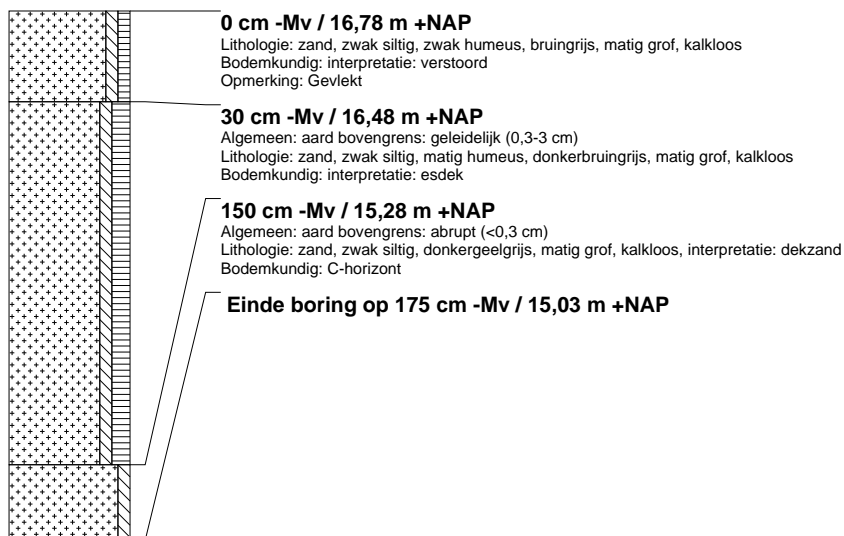 0 cm -Mv / 16,78 m +NAP
Lithologie: zand, zwak siltig, zwak humeus, bruingrijs, matig grof, kalkloos
Bodemkundig: interpretatie: verstoord
Opmerking: Gevlekt
30 cm -Mv / 16,48 m +NAP
Algemeen: aard bovengrens: geleidelijk (0,3-3 cm)
Lithologie: zand, zwak siltig, matig humeus, donkerbruingrijs, matig grof, kalkloos
Bodemkundig: interpretatie: esdek
150 cm -Mv / 15,28 m +NAP
Algemeen: aard bovengrens: abrupt (<0,3 cm)
Lithologie: zand, zwak siltig, donkergeelgrijs, matig grof, kalkloos, interpretatie: dekzand
Bodemkundig: C-horizont
Einde boring op 175 cm -Mv / 15,03 m +NAP